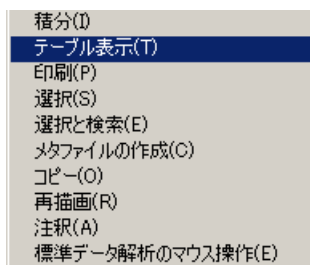 積分(I)
テーブル表示(T)
印刷(P)
選択(S)
選択と検索(E)
メタファイルの作成(C)
コピー(O)
再描画(R)
注釈(A)
標準データ解析のマウス操作(E)